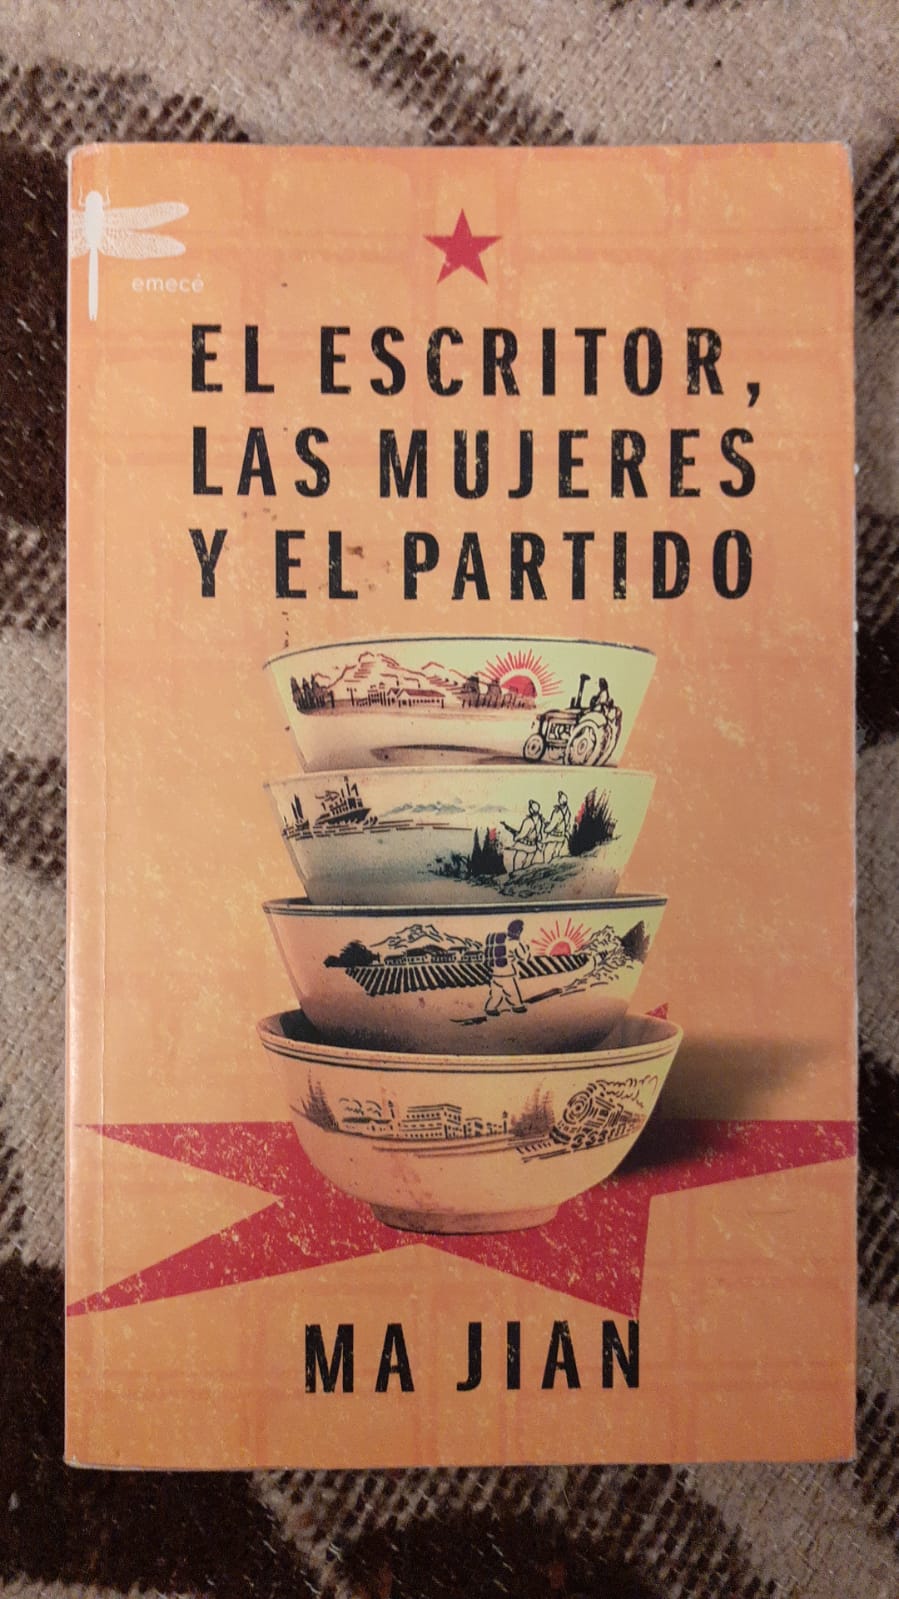 emecé
EL ESCRITOR,
LAS MUJERES
Y EL PARTIDO
MA JIAN